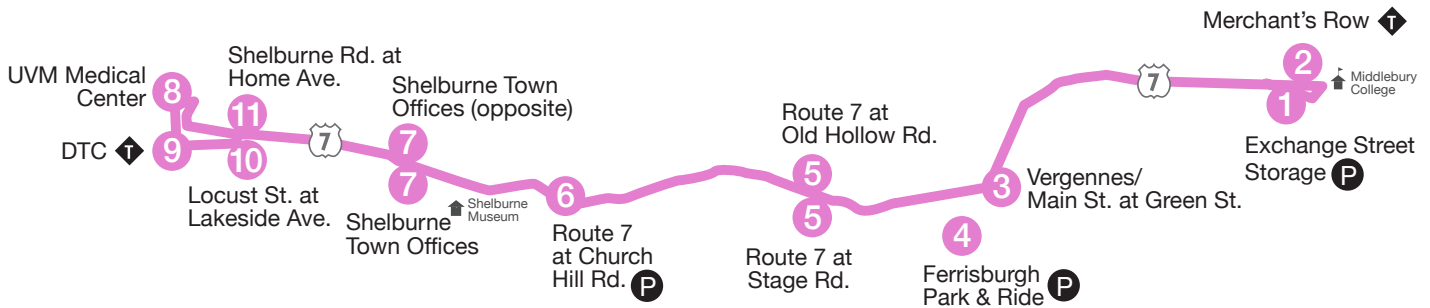 Merchant's Row T
2
Middlebury
College
7
1
Exchange Street
Storage P
UVM Medical
Center
8
DTC T
9
Shelburne Rd. at
Home Ave.
11
10
Locust St. at
Lakeside Ave.
7
Shelburne Town
Offices (opposite)
7
7
Shelburne
Town Offices
Shelburne
Museum
6
Route 7
at Church
Hill Rd. P
Route 7 at
Old Hollow Rd.
5
5
Route 7 at
Stage Rd.
3
Vergennes/
Main St. at Green St.
4
Ferrisburgh
Park & Ride P